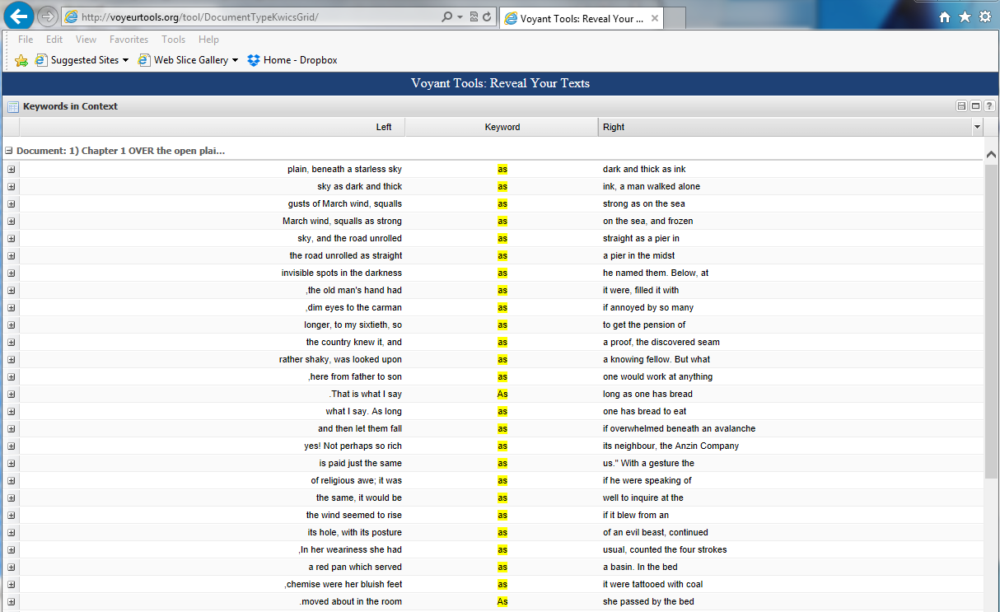 http://voyeurtools.org/tool/DocumentTypeKwicsGrid/ Voyant Tools: Reveal Your ...
File Edit View Favorites Tools Help
Suggested Sites Web Slice Gallery Home - Dropbox
Voyant Tools: Reveal Your Texts
Keywords in Context
Left Keyword Right
Document: 1) Chapter 1 OVER the open plai...
plain, beneath a starless sky as dark and thick as ink
sky as dark and thick as ink, a man walked alone
gusts of March wind, squalls as strong as on the sea
March wind, squalls as strong as on the sea, and frozen
sky, and the road unrolled as straight as a pier in
the road unrolled as straight as a pier in the midst
invisible spots in the darkness as he named them. Below, at
,the old man's hand had as it were, filled it with
,dim eyes to the carman as if annoyed by so many
longer, to my sixtieth, so as to get the pension of
the country knew it, and as a proof, the discovered seam
rather shaky, was looked upon as a knowing fellow. But what
,here from father to son as one would work at anything
.That is what I say As long as one has bread
what I say. As long as one has bread to eat
and then let them fall as if overwhelmed beneath an avalanche
yes! Not perhaps so rich as its neighbour, the Anzin Company
is paid just the same as us." With a gesture the
of religious awe; it was as if he were speaking of
the same, it would be as well to inquire at the
the wind seemed to rise as if it blew from an
its hole, with its posture as of an evil beast, continued
,In her weariness she had as usual, counted the four strokes
a red pan which served as a basin. In the bed
,chemise were her bluish feet as it were tattooed with coal
.moved about in the room As she passed by the bed